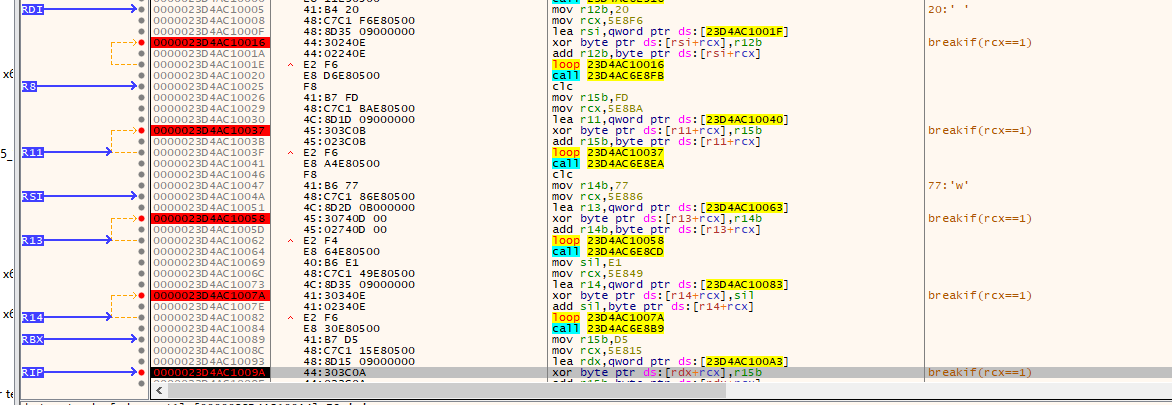 RDI 0000023D4AC10005 41:B4 20 mov r12b,20 20:' '
0000023D4AC10008 48:C7C1 F6E80500 mov rcx,5E8F6
0000023D4AC1000F 48:8D35 09000000 lea rsi,qword ptr ds:[23D4AC1001F]
0000023D4AC10016 44:30240E xor byte ptr ds:[rsi+rcx],r12b breakif(rcx==1)
0000023D4AC1001A 44:02240E add r12b,byte ptr ds:[rsi+rcx]
0000023D4AC1001E ^ E2 F6 loop 23D4AC10016
0000023D4AC10020 E8 D6E80500 call 23D4AC6E8FB
R8 0000023D4AC10025 F8 clc
0000023D4AC10026 41:B7 FD mov r15b,FD
0000023D4AC10029 48:C7C1 BAE80500 mov rcx,5E8BA
0000023D4AC10030 4C:8D1D 09000000 lea r11,qword ptr ds:[23D4AC10040]
0000023D4AC10037 45:303C0B xor byte ptr ds:[r11+rcx],r15b breakif(rcx==1)
0000023D4AC1003B 45:023C0B add r15b,byte ptr ds:[r11+rcx]
R11 0000023D4AC1003F ^ E2 F6 loop 23D4AC10037
0000023D4AC10041 E8 A4E80500 call 23D4AC6E8EA
0000023D4AC10046 F8 clc
0000023D4AC10047 41:B6 77 mov r14b,77 77:'w'
RSI 0000023D4AC1004A 48:C7C1 86E80500 mov rcx,5E886
0000023D4AC10051 4C:8D2D 0B000000 lea r13,qword ptr ds:[23D4AC10063]
0000023D4AC10058 45:30740D 00 xor byte ptr ds:[r13+rcx],r14b breakif(rcx==1)
0000023D4AC1005D 45:02740D 00 add r14b,byte ptr ds:[r13+rcx]
R13 0000023D4AC10062 ^ E2 F4 loop 23D4AC10058
0000023D4AC10064 E8 64E80500 call 23D4AC6E8CD
0000023D4AC10069 40:B6 E1 mov sil,E1
0000023D4AC1006C 48:C7C1 49E80500 mov rcx,5E849
0000023D4AC10073 4C:8D35 09000000 lea r14,qword ptr ds:[23D4AC10083]
0000023D4AC1007A 41:30340E xor byte ptr ds:[r14+rcx],sil breakif(rcx==1)
0000023D4AC1007E 41:02340E add sil,byte ptr ds:[r14+rcx]
R14 0000023D4AC10082 ^ E2 F6 loop 23D4AC1007A
0000023D4AC10084 E8 30E80500 call 23D4AC6E8B9
RBX 0000023D4AC10089 41:B7 D5 mov r15b,D5
0000023D4AC1008C 48:C7C1 15E80500 mov rcx,5E815
0000023D4AC10093 48:8D15 09000000 lea rdx,qword ptr ds:[23D4AC100A3]
RIP 0000023D4AC1009A 44:303C0A xor byte ptr ds:[rdx+rcx],r15b breakif(rcx==1)